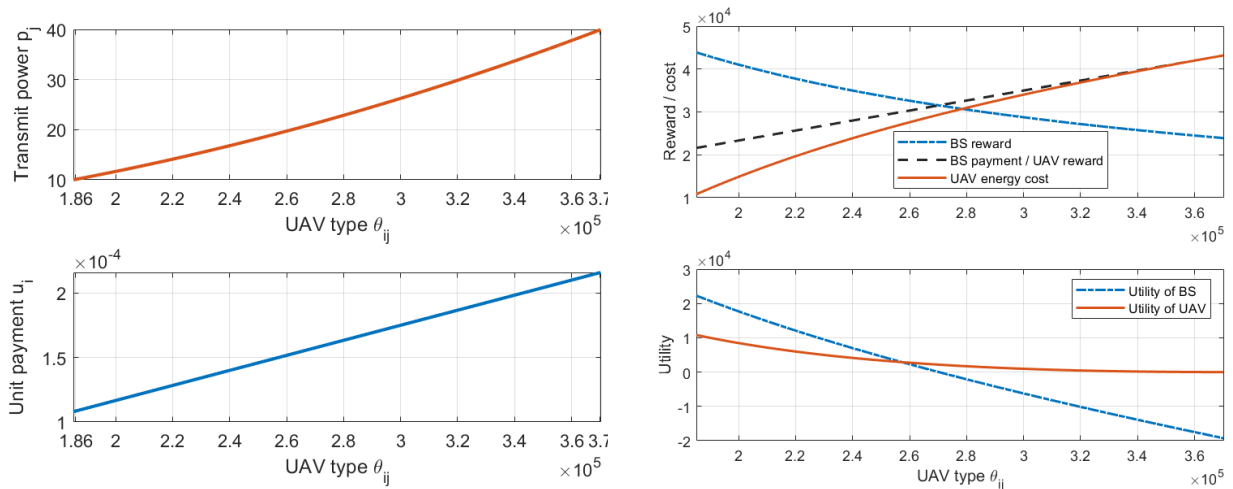 40
30
20
10
Transmit power p_j
1.86 2 2.2 2.4 2.6 2.8 3 3.2 3.4 3.6 3.7
UAV type θ_ij
×10^5
×10^-4
2
1.5
1
Unit payment u_i
1.86 2 2.2 2.4 2.6 2.8 3 3.2 3.4 3.6 3.7
UAV type θ_ij
×10^5
×10^4
5
4
3
2
1
Reward / cost
BS reward
BS payment / UAV reward
UAV energy cost
2 2.2 2.4 2.6 2.8 3 3.2 3.4 3.6
×10^5
×10^4
3
2
1
0
-1
-2
Utility
Utility of BS
Utility of UAV
2 2.2 2.4 2.6 2.8 3 3.2 3.4 3.6
UAV type θ_ij
×10^5